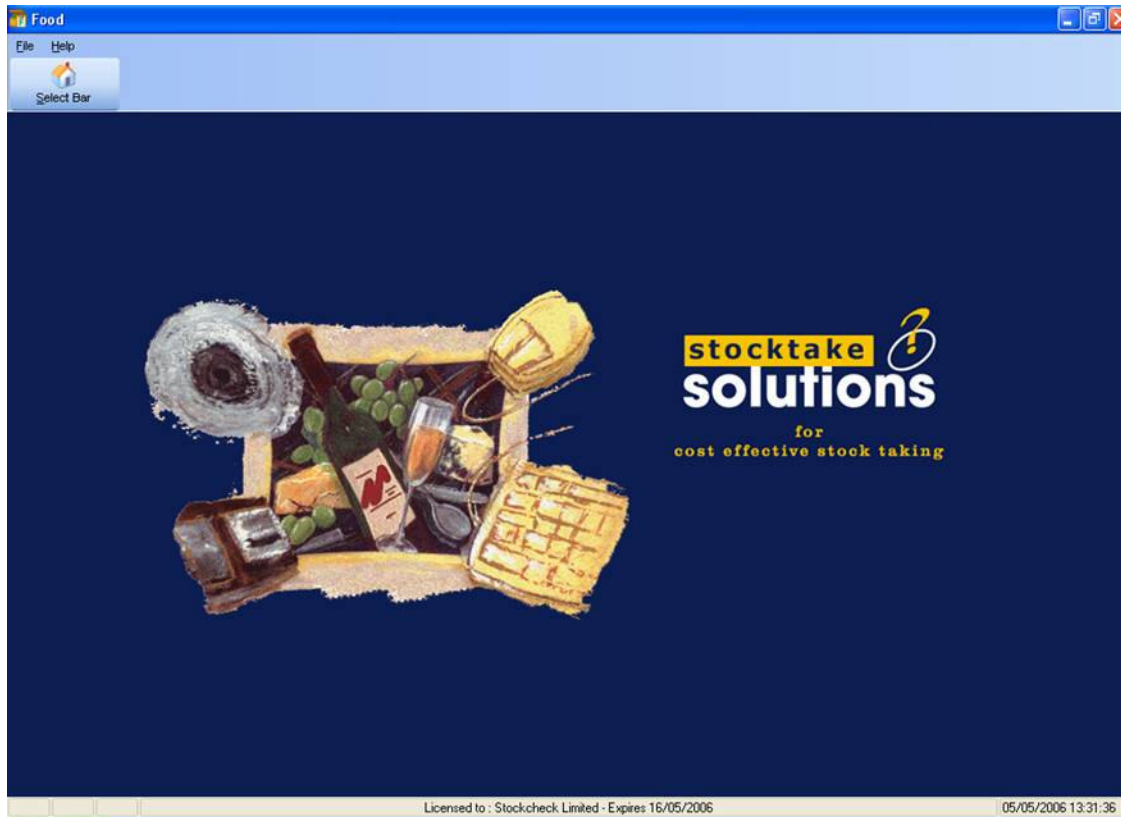 Food
File Help
Select Bar
stocktake
solutions
for
cost effective stock taking
Licensed to : Stockcheck Limited - Expires 16/05/2006
05/05/2006 13:31:36